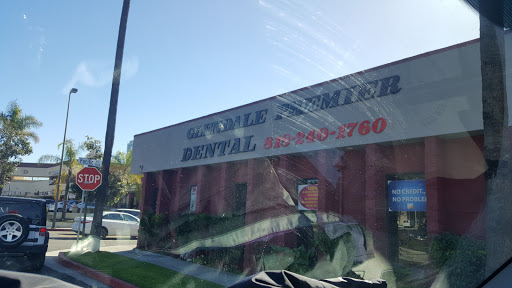 GLENDALE PREMIER
DENTAL 818-240-1760
STOP
NO CREDIT...
NO PROBLEM